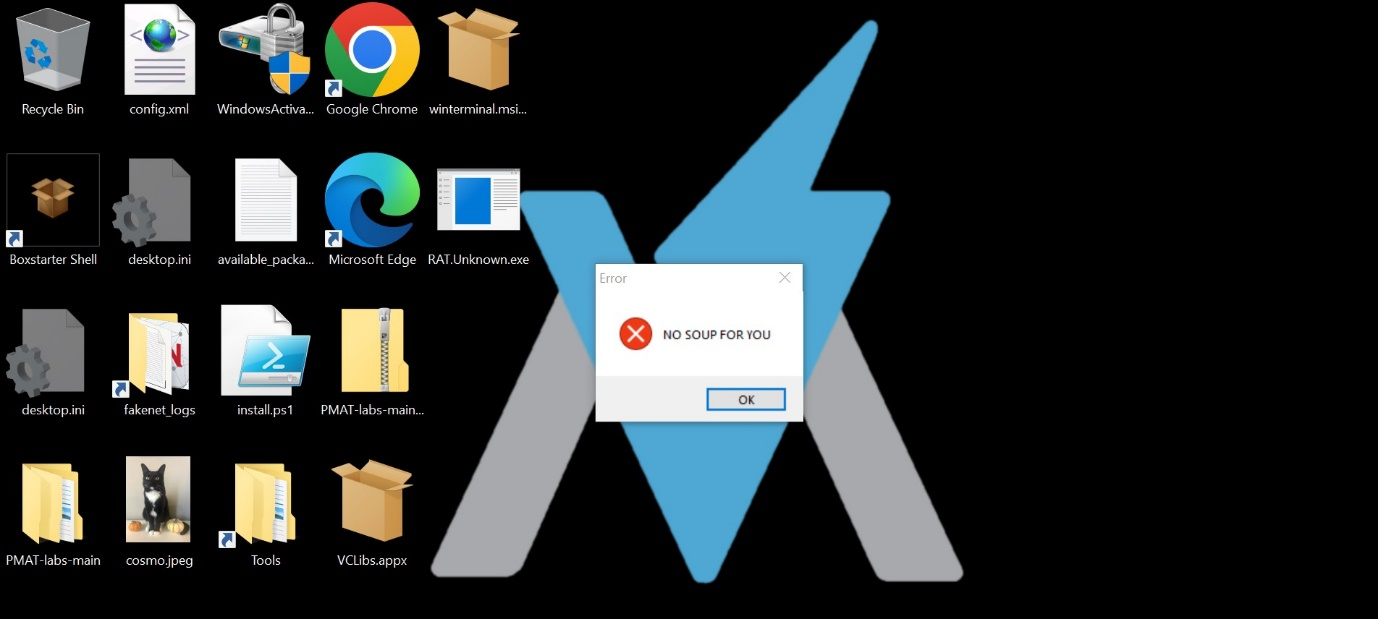 Recycle Bin
config.xml
WindowsActiva...
Google Chrome
winterminal.msi...
Boxstarter Shell
desktop.ini
available_packa...
Microsoft Edge
RAT.Unknown.exe
Error
NO SOUP FOR YOU
OK
desktop.ini
fakenet_logs
install.ps1
PMAT-labs-main...
PMAT-labs-main
cosmo.jpeg
Tools
VCLibs.appx